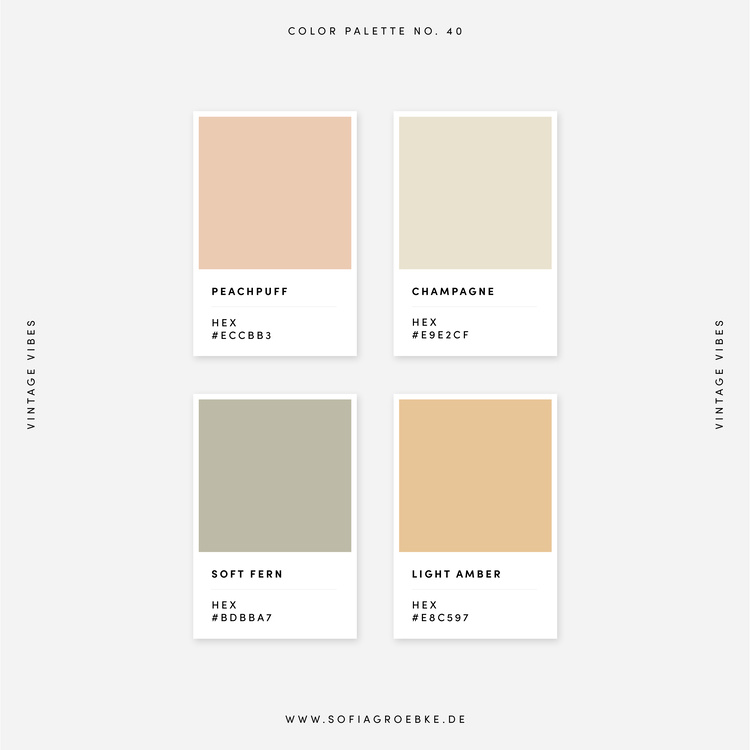 COLOR PALETTE NO. 40
VINTAGE VIBES
PEACHPUFF
HEX
#ECCBB3
CHAMPAGNE
HEX
#E9E2CF
SOFT FERN
HEX
#BDBBA7
LIGHT AMBER
HEX
#E8C597
VINTAGE VIBES
WWW.SOFIAGROEBKE.DE